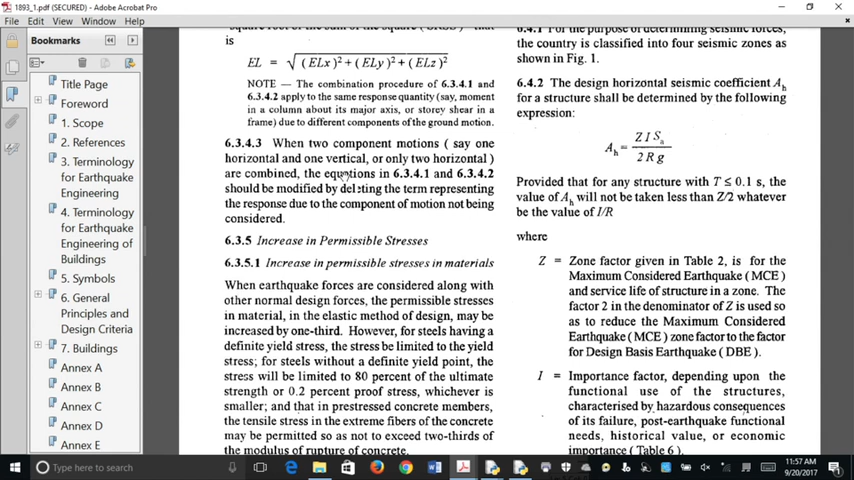 1893_1.pdf (SECURED) - Adobe Acrobat Pro
File Edit View Window Help
Bookmarks
Title Page
Foreword
1. Scope
2. References
3. Terminology
for Earthquake
Engineering
4. Terminology
for Earthquake
Engineering of
Buildings
5. Symbols
6. General
Principles and
Design Criteria
7. Buildings
Annex A
Annex B
Annex C
Annex D
Annex E
is
EL = √ (ELx)² + (ELy)² + (ELz)²
NOTE — The combination procedure of 6.3.4.1 and
6.3.4.2 apply to the same response quantity (say, moment
in a column about its major axis, or storey shear in a
frame) due to different components of the ground motion.
6.3.4.3 When two component motions ( say one
horizontal and one vertical, or only two horizontal )
are combined, the equations in 6.3.4.1 and 6.3.4.2
should be modified by deleting the term representing
the response due to the component of motion not being
considered.
6.3.5 Increase in Permissible Stresses
6.3.5.1 Increase in permissible stresses in materials
When earthquake forces are considered along with
other normal design forces, the permissible stresses
in material, in the elastic method of design, may be
increased by one-third. However, for steels having a
definite yield stress, the stress be limited to the yield
stress; for steels without a definite yield point, the
stress will be limited to 80 percent of the ultimate
strength or 0.2 percent proof stress, whichever is
smaller; and that in prestressed concrete members,
the tensile stress in the extreme fibers of the concrete
may be permitted so as not to exceed two-thirds of
the modulus of rupture of concrete.
6.4.1 For the purpose of determining seismic forces,
the country is classified into four seismic zones as
shown in Fig. 1.
6.4.2 The design horizontal seismic coefficient Ah
for a structure shall be determined by the following
expression:
Ah = Z I Sa
2 R g
Provided that for any structure with T ≤ 0.1 s, the
value of Ah will not be taken less than Z/2 whatever
be the value of I/R
where
Z = Zone factor given in Table 2, is for the
Maximum Considered Earthquake ( MCE )
and service life of structure in a zone. The
factor 2 in the denominator of Z is used so
as to reduce the Maximum Considered
Earthquake ( MCE ) zone factor to the factor
for Design Basis Earthquake ( DBE ).
I = Importance factor, depending upon the
functional use of the structures,
characterised by hazardous consequences
of its failure, post-earthquake functional
needs, historical value, or economic
importance ( Table 6 ).
I'm Cortana. Ask me anything.
11:57 AM
9/20/2017